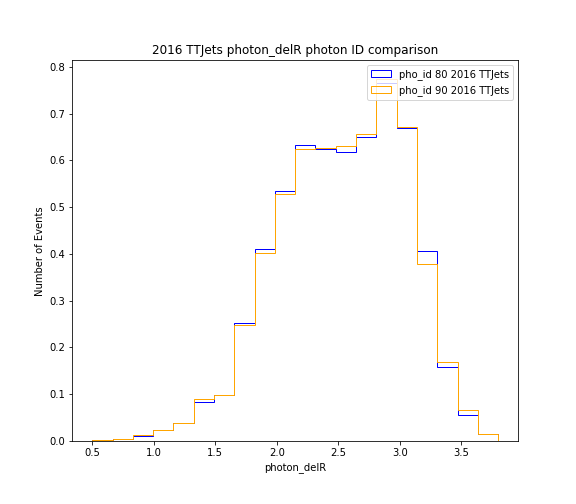 2016 TTJets photon_delR photon ID comparison
pho_id 80 2016 TTJets
pho_id 90 2016 TTJets
Number of Events
0.8
0.7
0.6
0.5
0.4
0.3
0.2
0.1
0.0
0.5 1.0 1.5 2.0 2.5 3.0 3.5
photon_delR